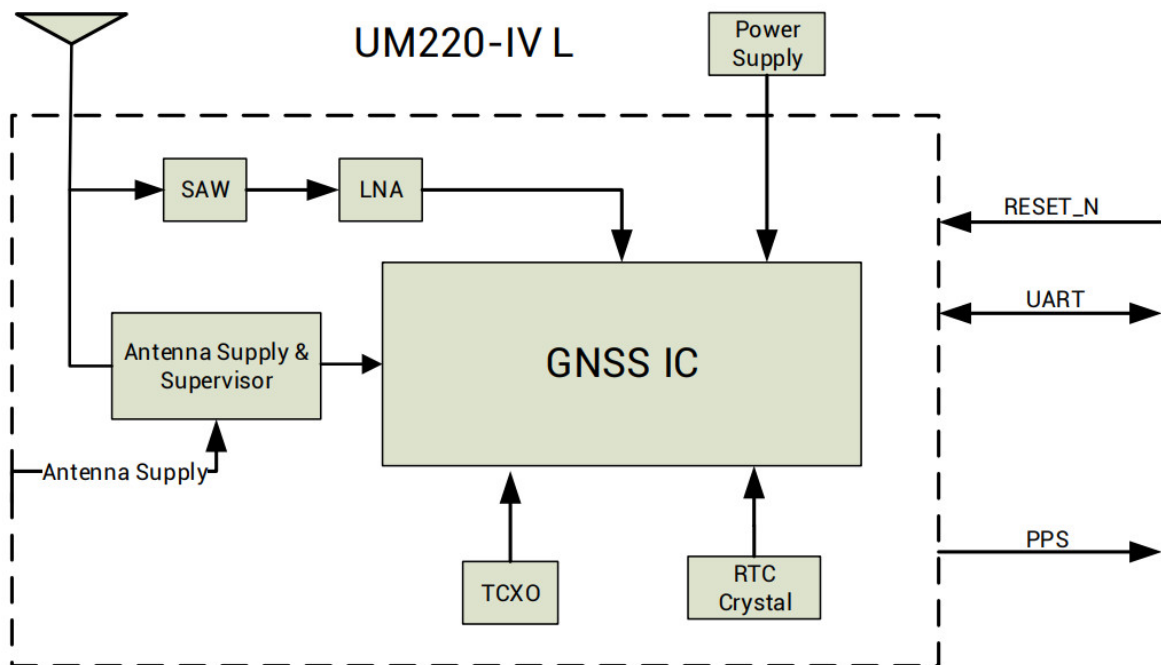 UM220-IV L
Power
Supply
SAW
LNA
RESET_N
UART
Antenna Supply &
Supervisor
GNSS IC
Antenna Supply
PPS
TCXO
RTC
Crystal